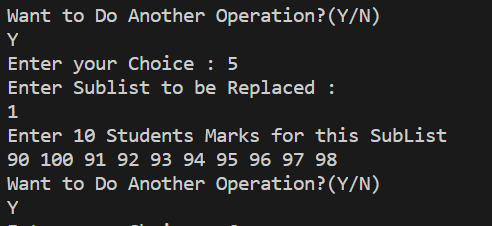 Want to Do Another Operation?(Y/N)
Y
Enter your Choice : 5
Enter Sublist to be Replaced :
1
Enter 10 Students Marks for this SubList
90 100 91 92 93 94 95 96 97 98
Want to Do Another Operation?(Y/N)
Y